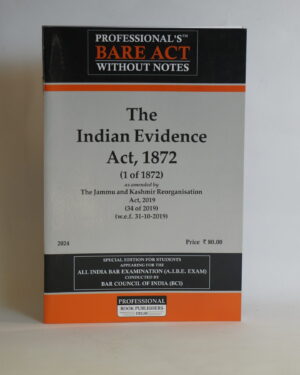 PROFESSIONAL'S™
BARE ACT
WITHOUT NOTES
The
Indian Evidence
Act, 1872
(1 of 1872)
as amended by
The Jammu and Kashmir Reorganisation
Act, 2019
(34 of 2019)
(w.e.f. 31-10-2019)
2024 Price ₹ 80.00
SPECIAL EDITION FOR STUDENTS
APPEARING FOR THE
ALL INDIA BAR EXAMINATION (A.I.B.E. EXAM)
CONDUCTED BY
BAR COUNCIL OF INDIA (BCI)
PROFESSIONAL
BOOK PUBLISHERS
DELHI